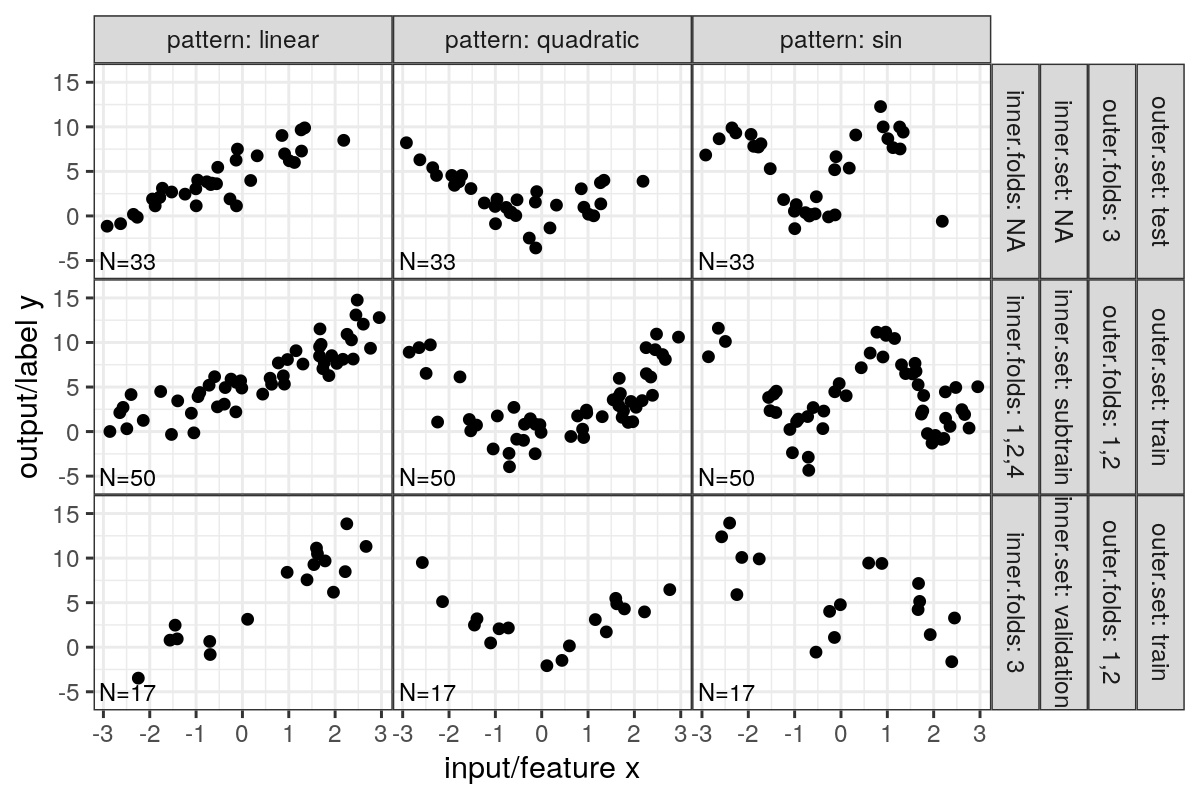 pattern: linear
pattern: quadratic
pattern: sin
15
10
5
0
-5
N=33
N=33
N=33
inner.folds: NA
inner.set: NA
outer.folds: 3
outer.set: test
15
10
5
0
-5
N=50
N=50
N=50
inner.folds: 1,2,4
inner.set: subtrain
outer.folds: 1,2
outer.set: train
15
10
5
0
-5
N=17
N=17
N=17
inner.folds: 3
inner.set: validation
outer.folds: 1,2
outer.set: train
-3 -2 -1 0 1 2 3
-3 -2 -1 0 1 2 3
-3 -2 -1 0 1 2 3
input/feature x
output/label y